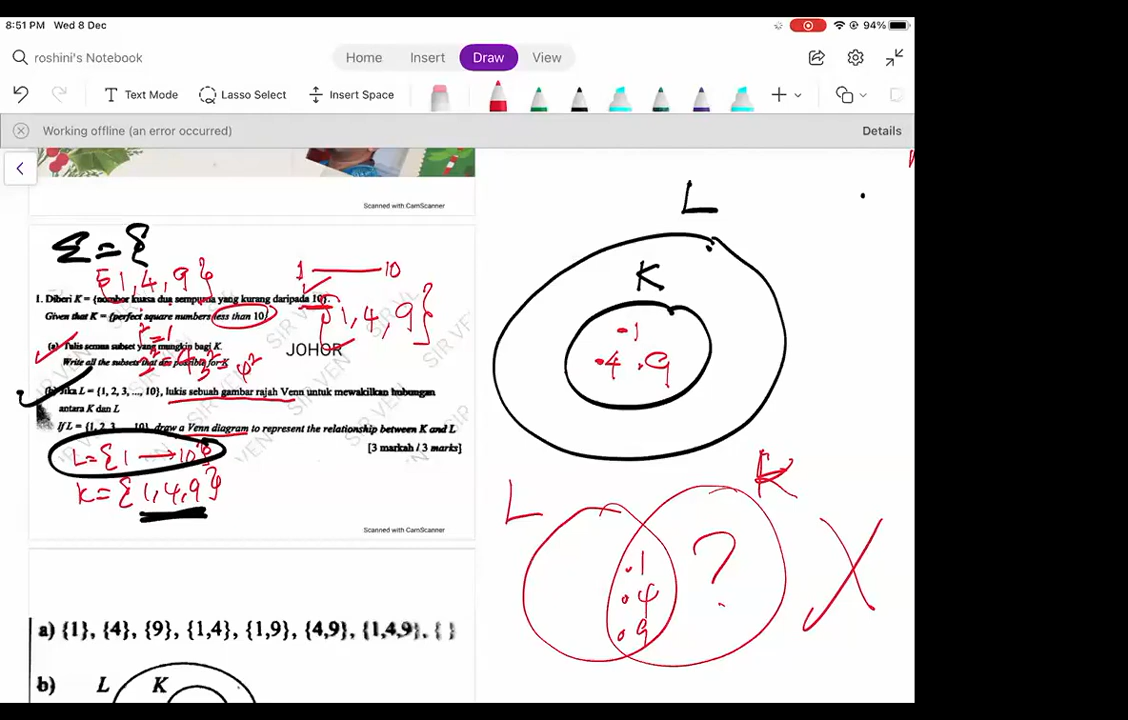 8:51 PM Wed 8 Dec
94%
roshini's Notebook
Home Insert Draw View
Text Mode Lasso Select Insert Space
Working offline (an error occurred)
Details
Scanned with CamScanner
Σ = {
{1, 4, 9}
1 10
1. Diberi K = {nombor kuasa dua sempurna yang kurang daripada 10}.
Given that K = {perfect square numbers less than 10}
{1, 4, 9}
(a) Tulis semua subset yang mungkin bagi K.
Write all the subsets that are possible for K
JOHOR
(b) Jika L = {1, 2, 3, ..., 10}, lukis sebuah gambar rajah Venn untuk mewakilkan hubungan
antara K dan L
If L = {1, 2, 3 10}, draw a Venn diagram to represent the relationship between K and L
[3 markah / 3 marks]
L = { 1 → 10 }
K = { 1, 4, 9 }
SIR VEN
Scanned with CamScanner
a) {1}, {4}, {9}, {1,4}, {1,9}, {4,9}, {1,4,9}, { }
b) L K
L
K
.1
.4 .9
L
K
.1
.4
.9
?